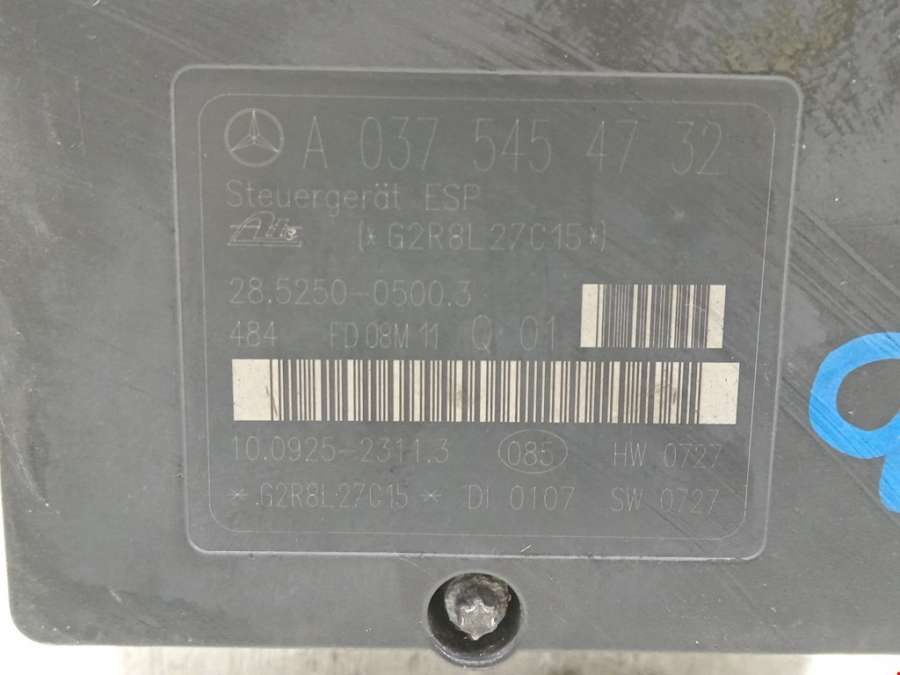 A 037 545 47 32
Steuergerät ESP
Ate (*G2R8L27C15*)
28.5250-0500.3
484 FD 08M 11 Q 01
10.0925-2311.3 085 HW 0727
*G2R8L27C15* DI 0107 SW 0727